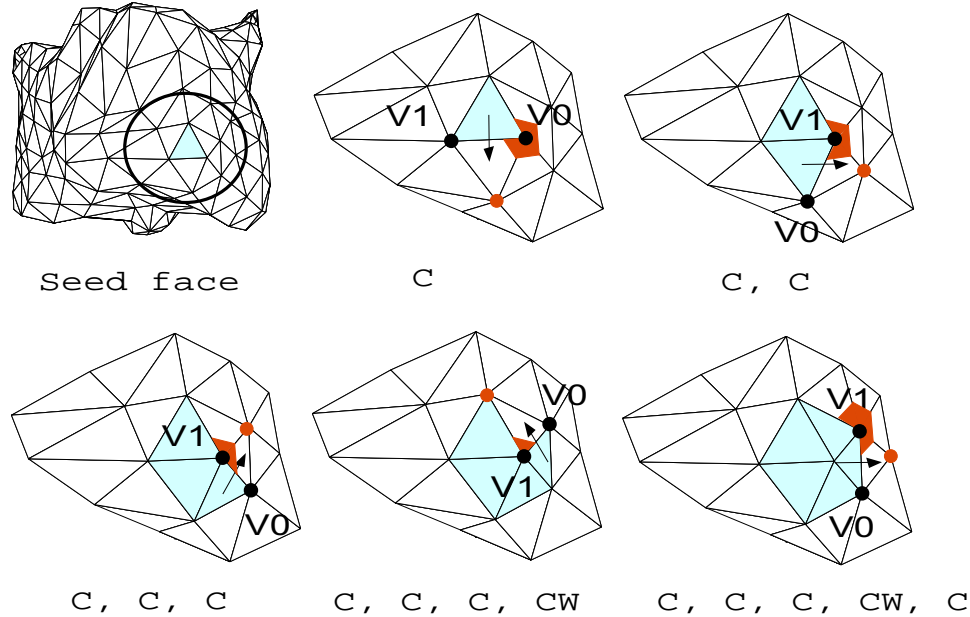 V1 V0
V1
V0
Seed face
C
C, C
V1
V0
V0
V1
V1
V0
C, C, C
C, C, C, CW
C, C, C, CW, C